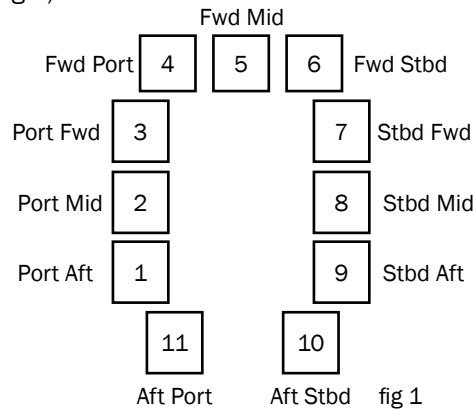 Fwd Mid
Fwd Port 4 5 6 Fwd Stbd
Port Fwd 3 7 Stbd Fwd
Port Mid 2 8 Stbd Mid
Port Aft 1 9 Stbd Aft
11 10
Aft Port Aft Stbd fig 1